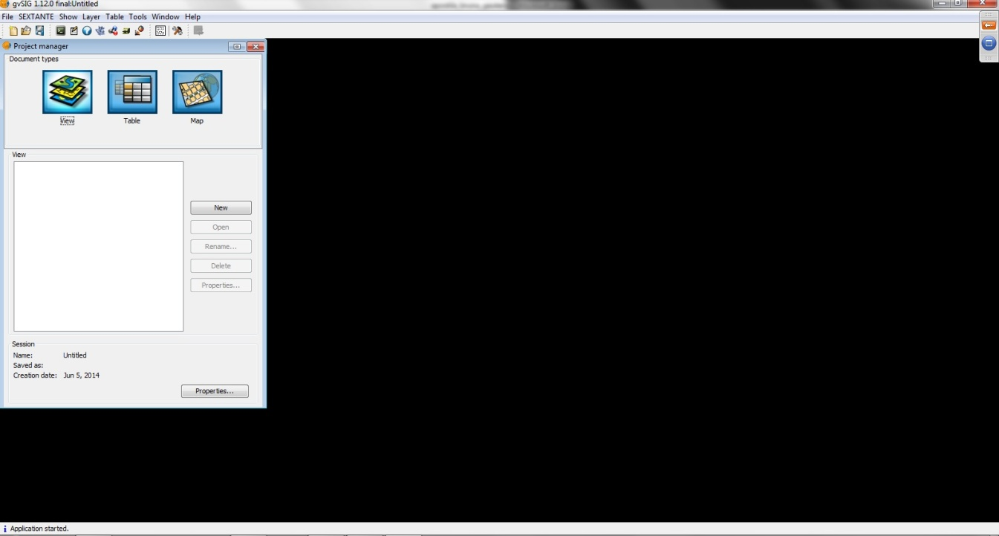 gvSIG 1.12.0 final:Untitled
File SEXTANTE Show Layer Table Tools Window Help
Project manager
Document types
View Table Map
View
New
Open
Rename...
Delete
Properties...
Session
Name: Untitled
Saved as:
Creation date: Jun 5, 2014
Properties...
Application started.